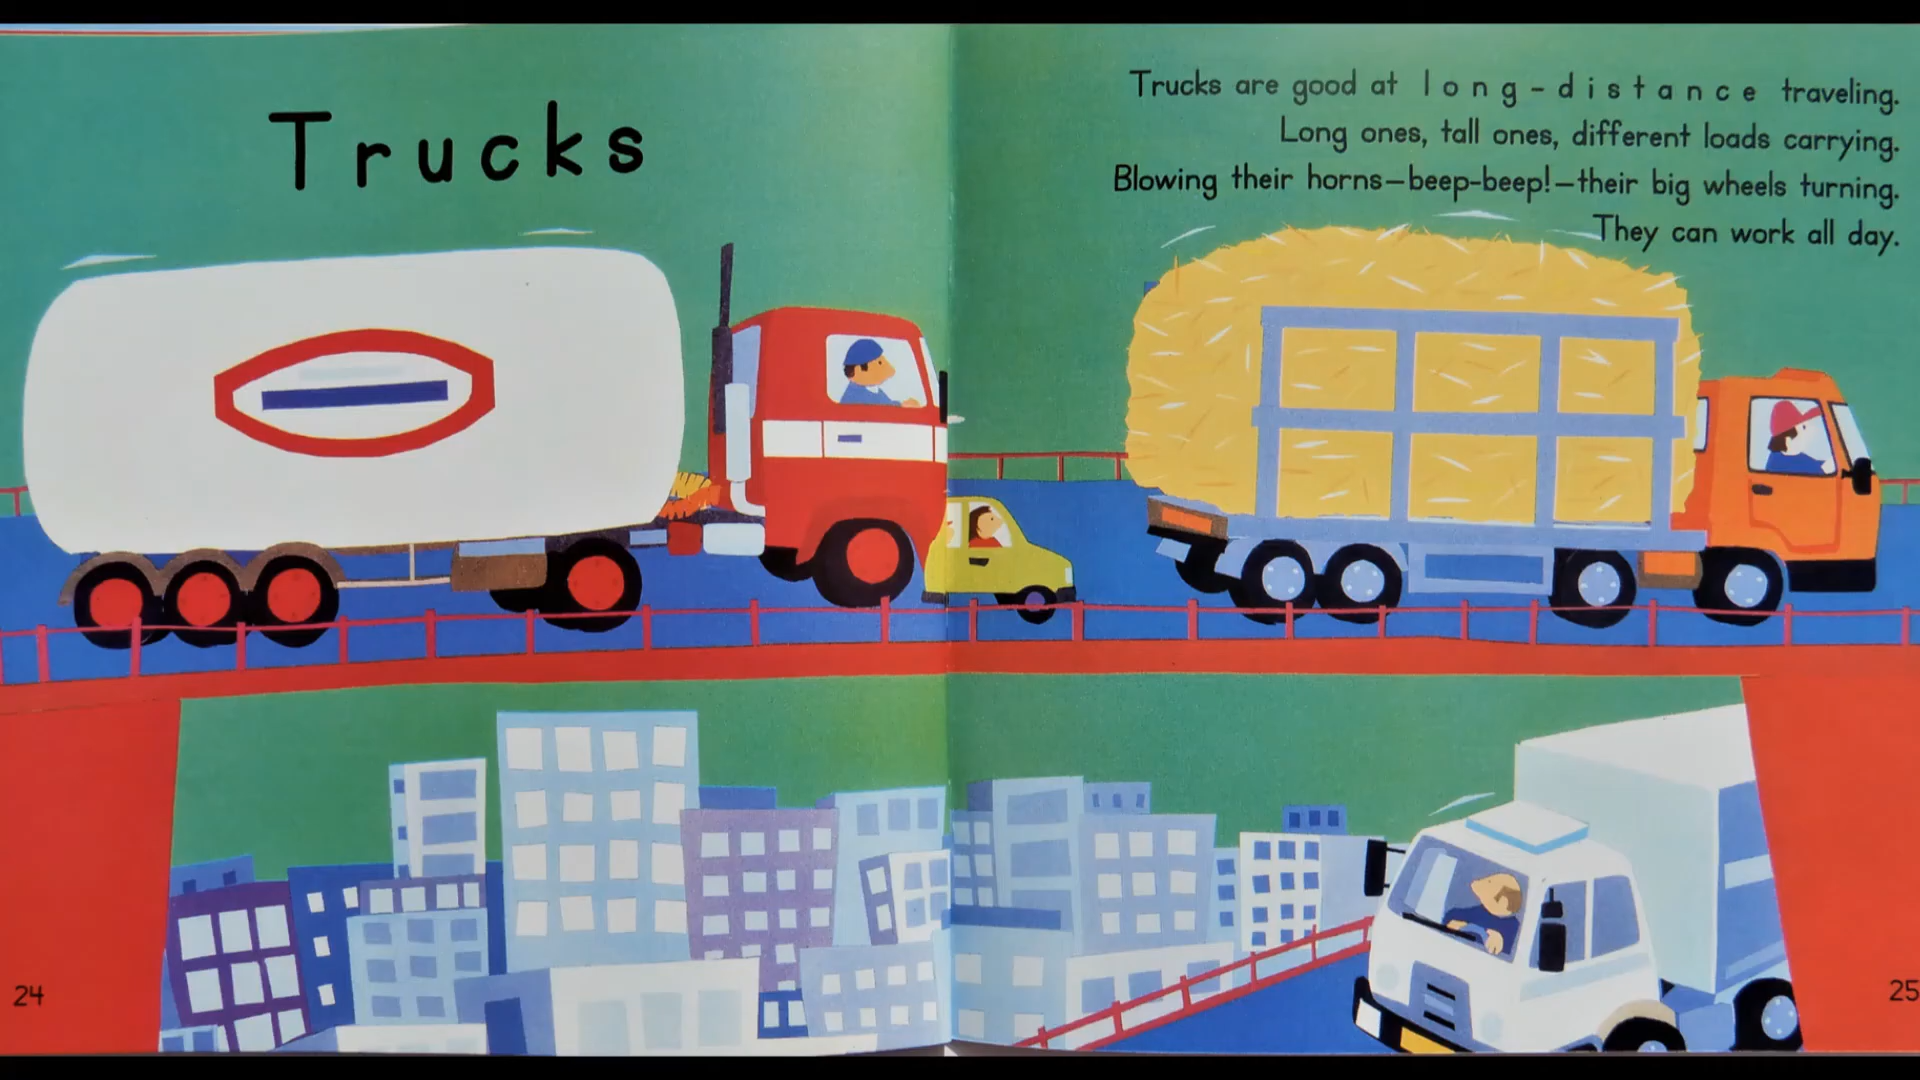 Trucks
Trucks are good at long-distance traveling.
Long ones, tall ones, different loads carrying.
Blowing their horns—beep-beep!—their big wheels turning.
They can work all day.
24
25